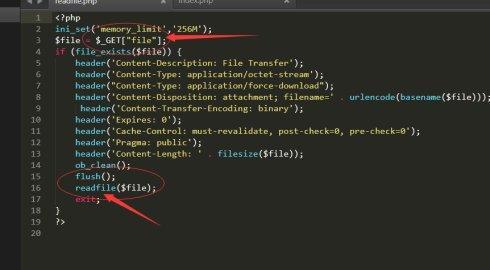 readfile.php × index.php ×
1 <?php
2 ini_set('memory_limit','256M');
3 $file = $_GET["file"];
4 if (file_exists($file)) {
5 header('Content-Description: File Transfer');
6 header('Content-Type: application/octet-stream');
7 header("Content-Type: application/force-download");
8 header('Content-Disposition: attachment; filename=' . urlencode(basename($file)));
9 header('Content-Transfer-Encoding: binary');
10 header('Expires: 0');
11 header('Cache-Control: must-revalidate, post-check=0, pre-check=0');
12 header('Pragma: public');
13 header('Content-Length: ' . filesize($file));
14 ob_clean();
15 flush();
16 readfile($file);
17 exit;
18 }
19 ?>
20